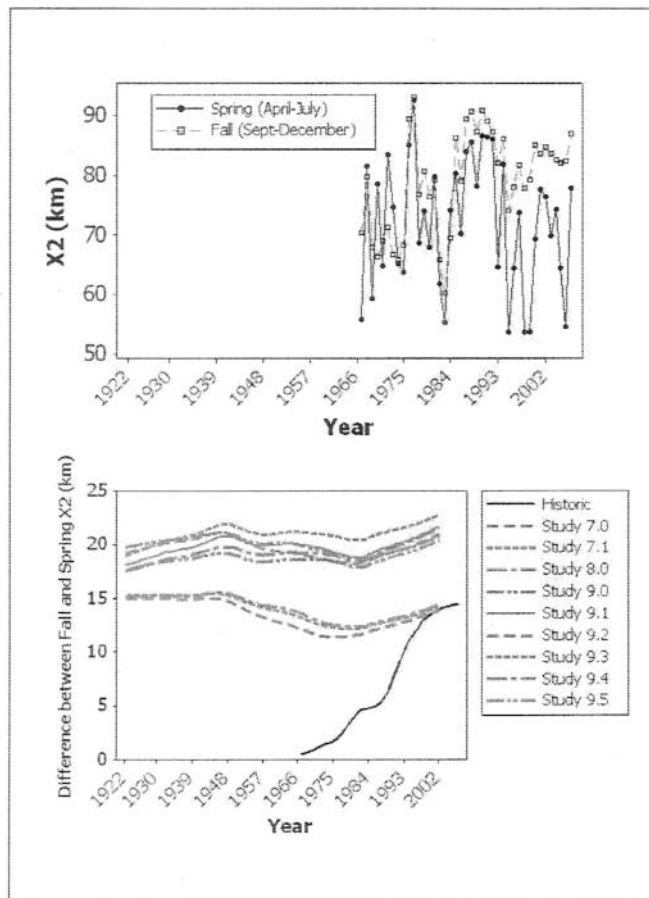 Spring (April-July)
Fall (Sept-December)
X2 (km)
90
80
70
60
50
1922
1930
1939
1948
1957
1966
1975
1984
1993
2002
Year
Difference between Fall and Spring X2 (km)
25
20
15
10
5
0
1922
1930
1939
1948
1957
1966
1975
1984
1993
2002
Year
Historic
Study 7.0
Study 7.1
Study 8.0
Study 9.0
Study 9.1
Study 9.2
Study 9.3
Study 9.4
Study 9.5